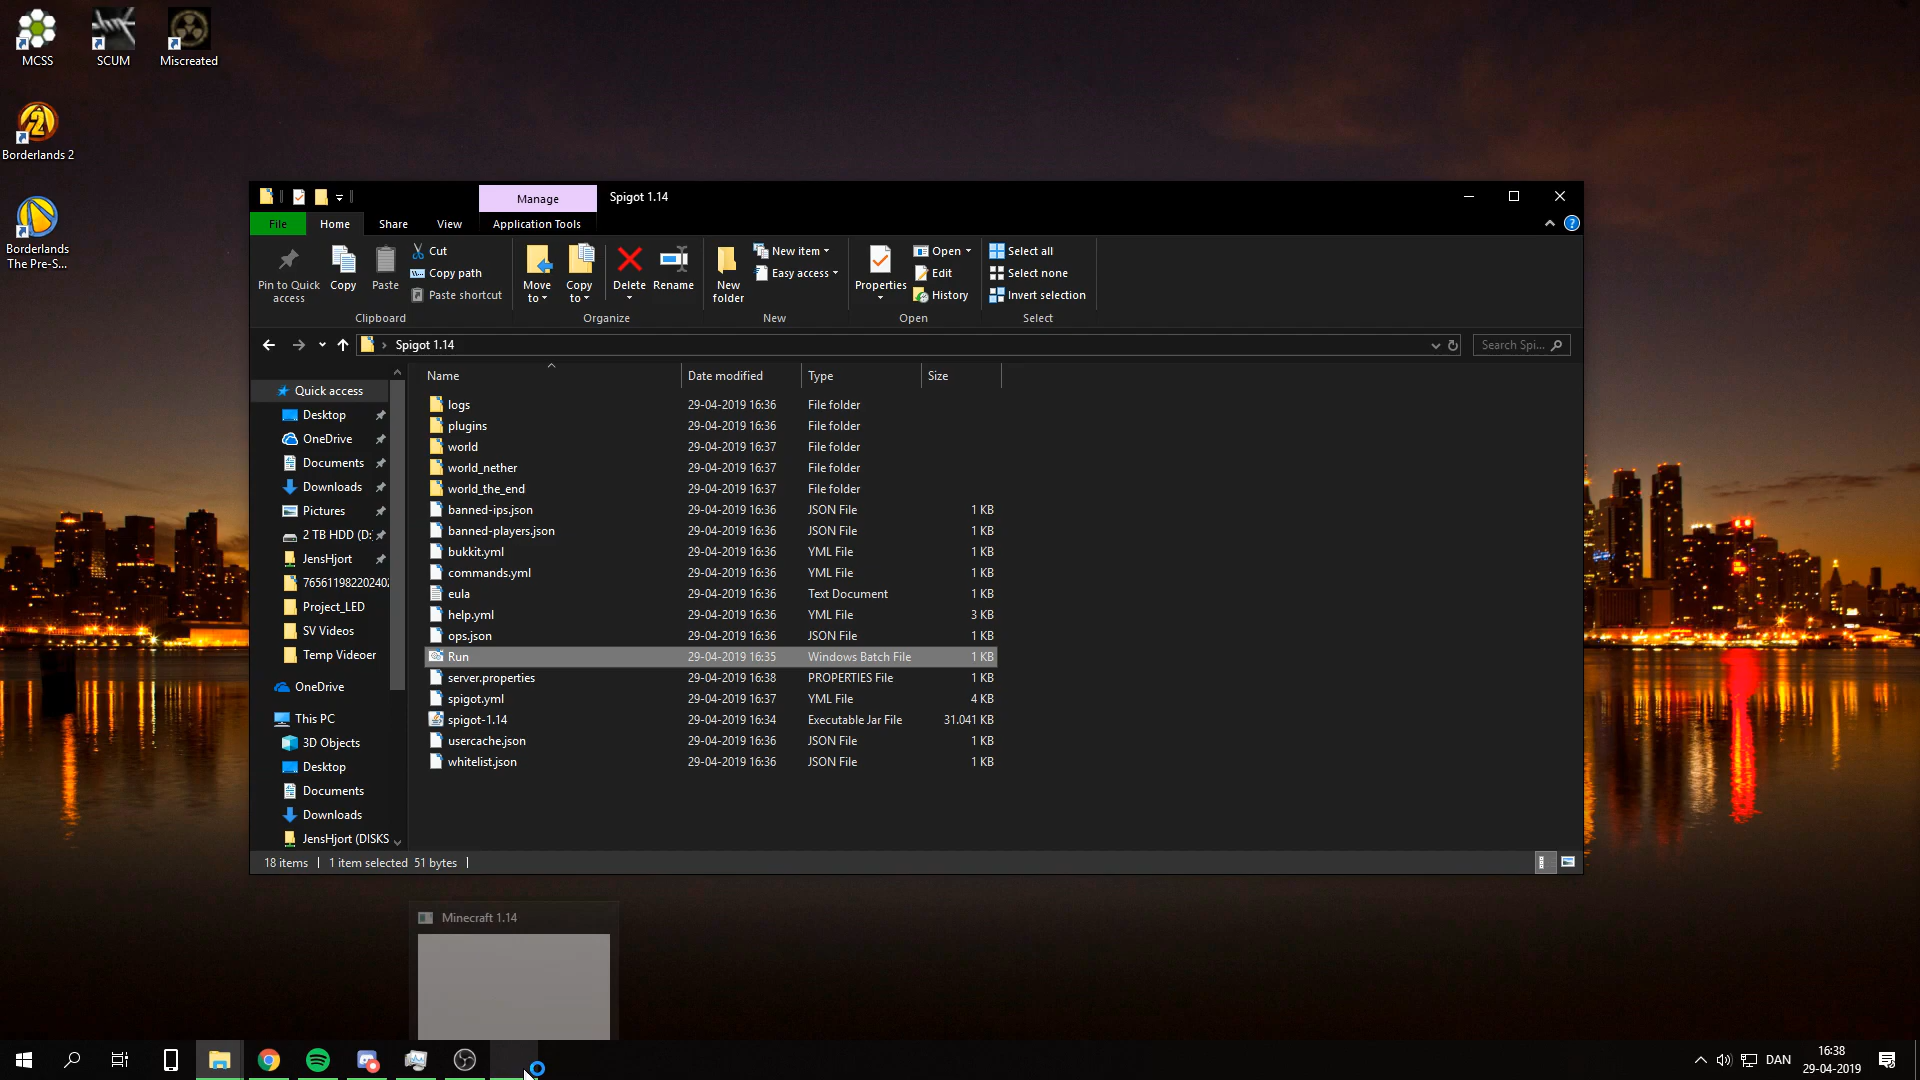 MCSS
SCUM
Miscreated
Borderlands 2
Borderlands
The Pre-S...
Manage
Spigot 1.14
File
Home
Share
View
Application Tools
Pin to Quick
access
Copy
Paste
Cut
Copy path
Paste shortcut
Clipboard
Move
to
Copy
to
Delete
Rename
Organize
New
folder
New item
Easy access
New
Properties
Open
Edit
History
Open
Select all
Select none
Invert selection
Select
Spigot 1.14
Search Spi...
Quick access
Desktop
OneDrive
Documents
Downloads
Pictures
2 TB HDD (D:
JensHjort
76561198220240
Project_LED
SV Videos
Temp Videoer
OneDrive
This PC
3D Objects
Desktop
Documents
Downloads
JensHjort (DISKS
Name Date modified Type Size
logs 29-04-2019 16:36 File folder
plugins 29-04-2019 16:36 File folder
world 29-04-2019 16:37 File folder
world_nether 29-04-2019 16:37 File folder
world_the_end 29-04-2019 16:37 File folder
banned-ips.json 29-04-2019 16:36 JSON File 1 KB
banned-players.json 29-04-2019 16:36 JSON File 1 KB
bukkit.yml 29-04-2019 16:36 YML File 1 KB
commands.yml 29-04-2019 16:36 YML File 1 KB
eula 29-04-2019 16:36 Text Document 1 KB
help.yml 29-04-2019 16:36 YML File 3 KB
ops.json 29-04-2019 16:36 JSON File 1 KB
Run 29-04-2019 16:35 Windows Batch File 1 KB
server.properties 29-04-2019 16:38 PROPERTIES File 1 KB
spigot.yml 29-04-2019 16:37 YML File 4 KB
spigot-1.14 29-04-2019 16:34 Executable Jar File 31.041 KB
usercache.json 29-04-2019 16:36 JSON File 1 KB
whitelist.json 29-04-2019 16:36 JSON File 1 KB
18 items 1 item selected 51 bytes
Minecraft 1.14
DAN
16:38
29-04-2019